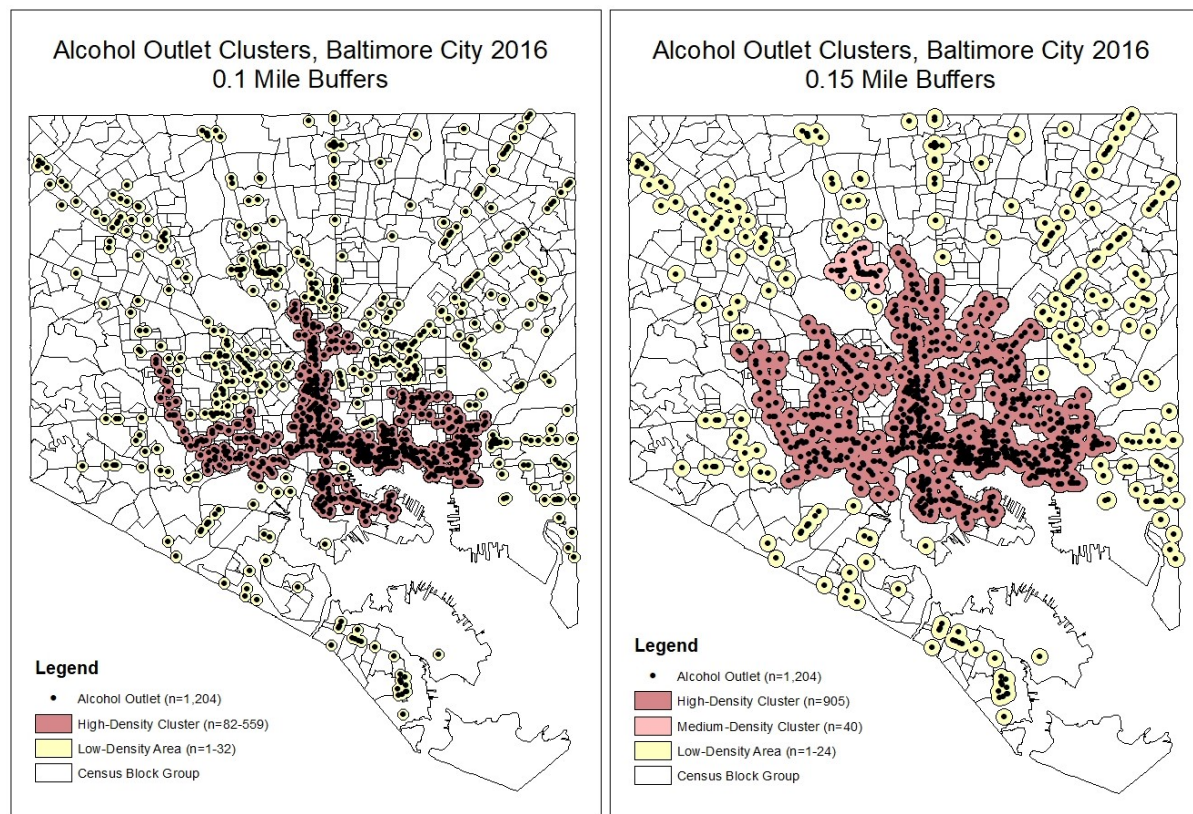 Alcohol Outlet Clusters, Baltimore City 2016
0.1 Mile Buffers
Legend
Alcohol Outlet (n=1,204)
High-Density Cluster (n=82-559)
Low-Density Area (n=1-32)
Census Block Group
Alcohol Outlet Clusters, Baltimore City 2016
0.15 Mile Buffers
Legend
Alcohol Outlet (n=1,204)
High-Density Cluster (n=905)
Medium-Density Cluster (n=40)
Low-Density Area (n=1-24)
Census Block Group